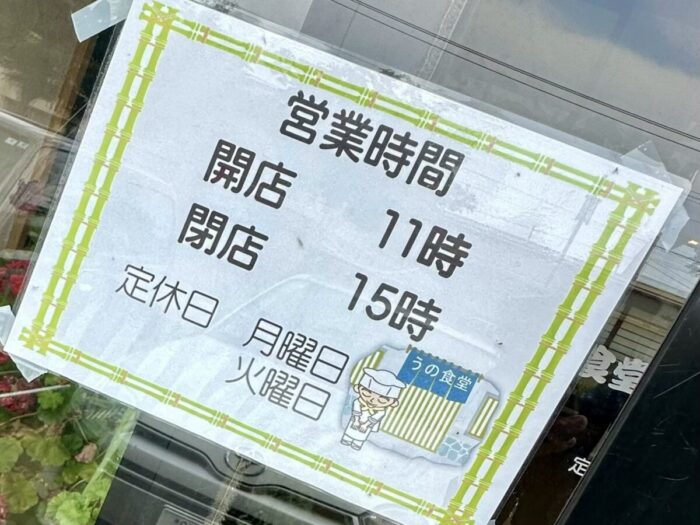 営業時間
開店 11時
閉店 15時
定休日 月曜日
火曜日
うの食堂
食堂
定